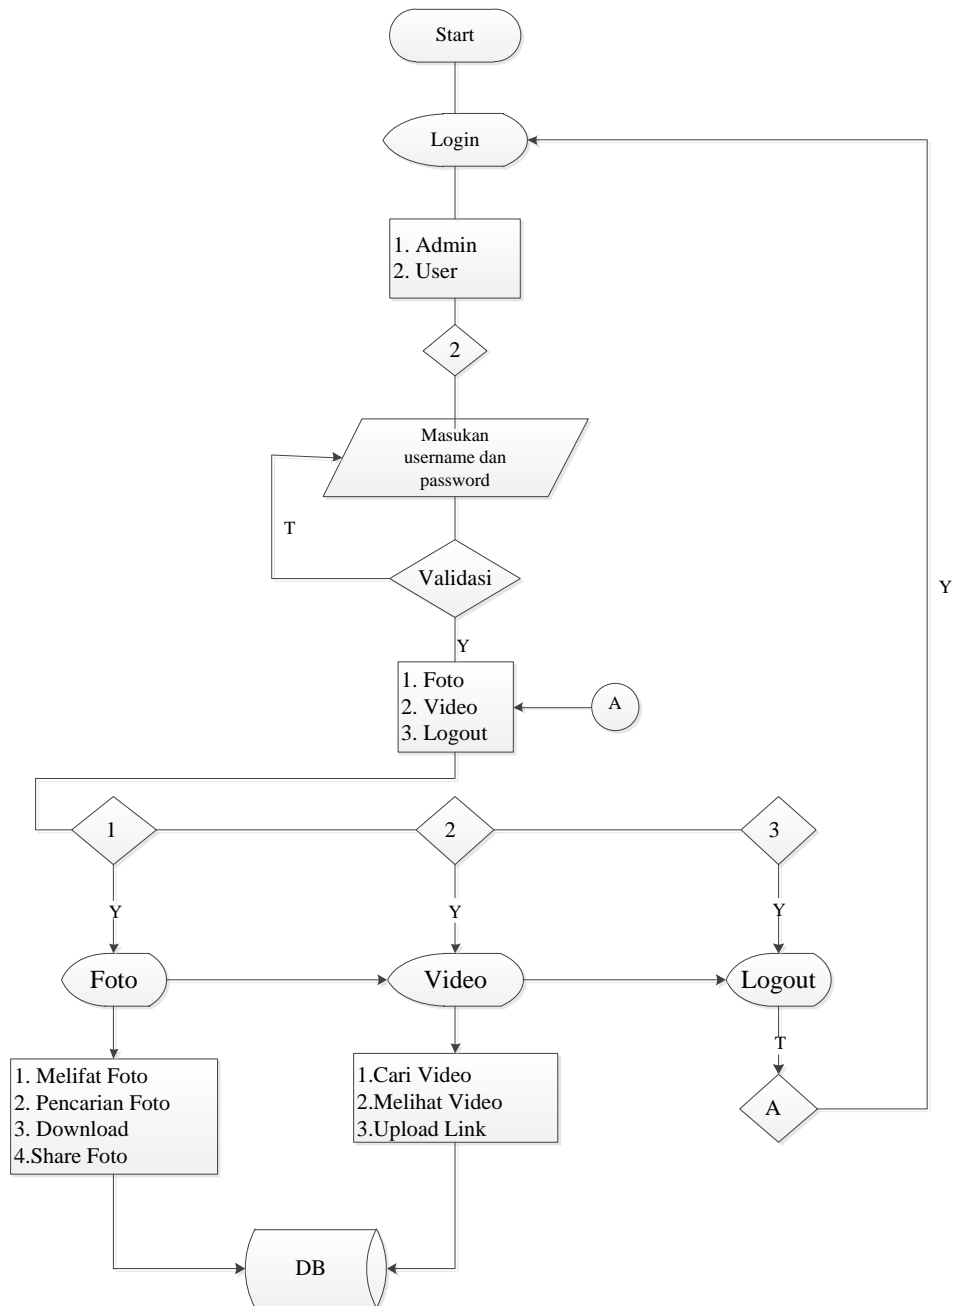 Start
Login
1. Admin
2. User
2
Masukan
username dan
password
T
Validasi
Y
Y
1. Foto
2. Video
3. Logout
A
1
2
3
Y
Y
Y
Foto
Video
Logout
T
1. Melifat Foto
2. Pencarian Foto
3. Download
4.Share Foto
1.Cari Video
2.Melihat Video
3.Upload Link
A
DB